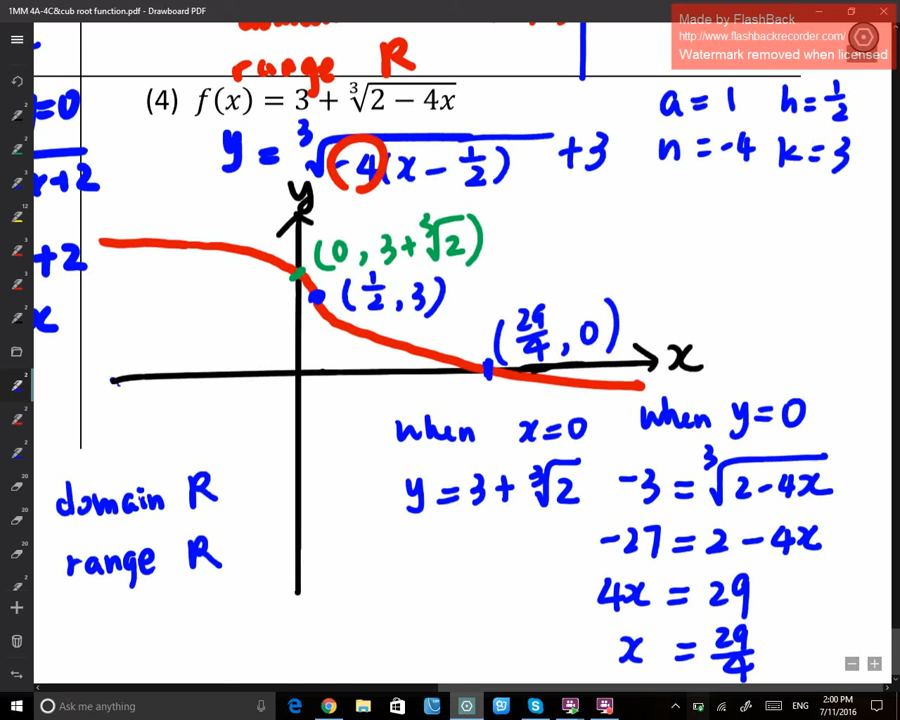 1MM 4A-4C&cub root function.pdf - Drawboard PDF
Made by FlashBack
http://www.flashbackrecorder.com/
Watermark removed when licensed
range R
(4) f(x) = 3 + ∛(2 − 4x)
a = 1 h = 1/2
y = ∛(-4(x - 1/2)) + 3 n = -4 k = 3
=0
x+2
+2
x
y
(0, 3+∛2)
(1/2, 3)
(29/4, 0)
x
when x=0
y = 3 + ∛2
when y=0
-3 = ∛(2-4x)
-27 = 2 - 4x
4x = 29
x = 29/4
domain R
range R
Ask me anything
ENG
2:00 PM
7/11/2016